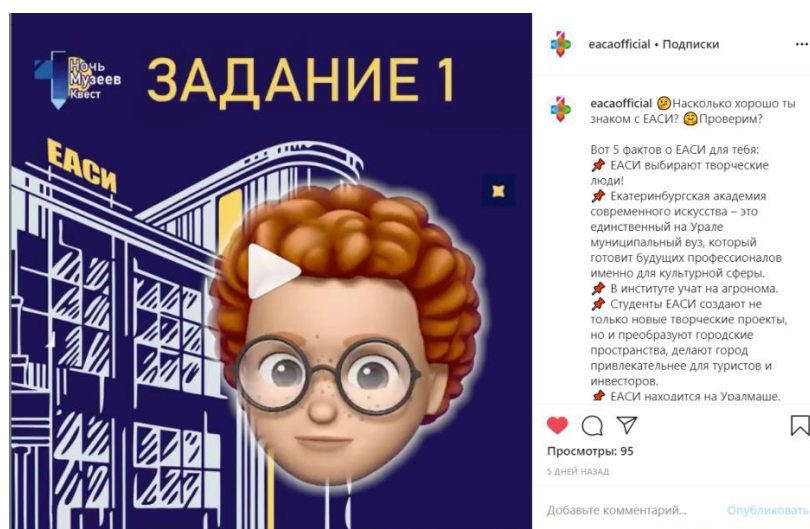 Ночь
Музеев
Квест
ЗАДАНИЕ 1
ЕАСИ
eacaofficial • Подписки
eacaofficial 🤔Насколько хорошо ты
знаком с ЕАСИ? 🤗Проверим?
Вот 5 фактов о ЕАСИ для тебя:
📌 ЕАСИ выбирают творческие
люди!
📌 Екатеринбургская академия
современного искусства – это
единственный на Урале
муниципальный вуз, который
готовит будущих профессионалов
именно для культурной сферы.
📌 В институте учат на агронома.
📌 Студенты ЕАСИ создают не
только новые творческие проекты,
но и преобразуют городские
пространства, делают город
привлекательнее для туристов и
инвесторов.
📌 ЕАСИ находится на Уралмаше.
Просмотры: 95
5 ДНЕЙ НАЗАД
Добавьте комментарий...
Опубликовать